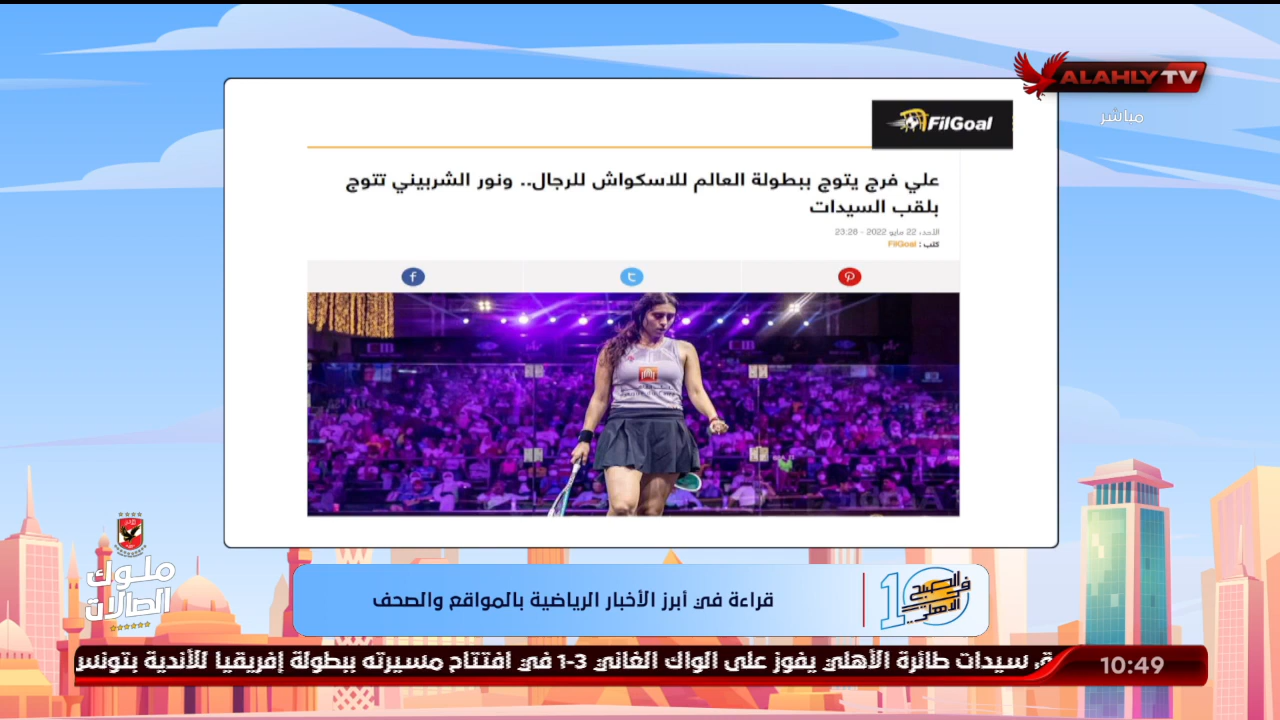 ALAHLY TV
مباشر
FilGoal
علي فرج يتوج ببطولة العالم للاسكواش للرجال.. ونور الشربيني تتوج
بلقب السيدات
الأحد، 22 مايو 2022 - 23:26
كتب : FilGoal
ملوك
الصالات
10
في الصبح
الأهلي..
قراءة في أبرز الأخبار الرياضية بالمواقع والصحف
سيدات طائرة الأهلي يفوز على الواك الغاني 3-1 في افتتاح مسيرته ببطولة إفريقيا للأندية بتونس
10:49